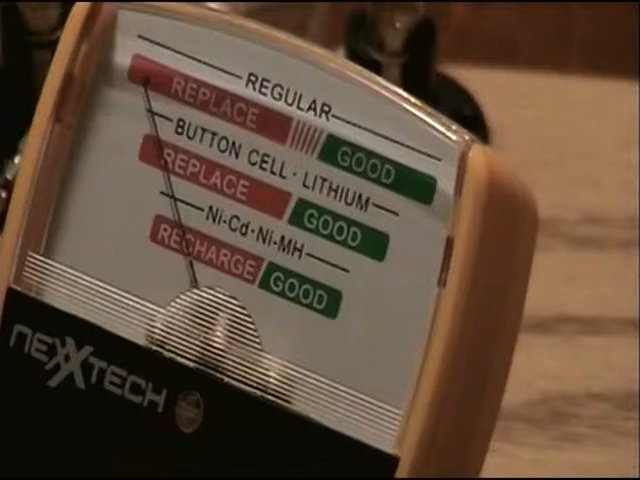 REGULAR
REPLACE GOOD
BUTTON CELL · LITHIUM
REPLACE GOOD
Ni-Cd·Ni-MH
RECHARGE GOOD
neXXTECH